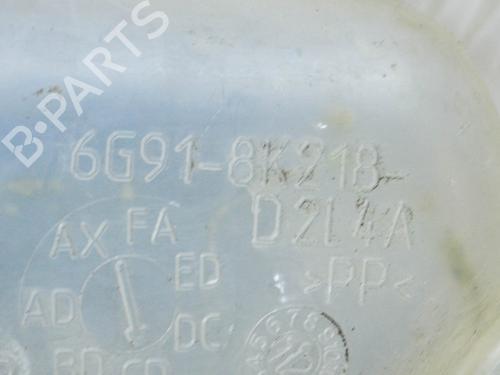 B-PARTS
6G91-8K218-
D2L4A
AX FA
ED
>PP<
AD
DC